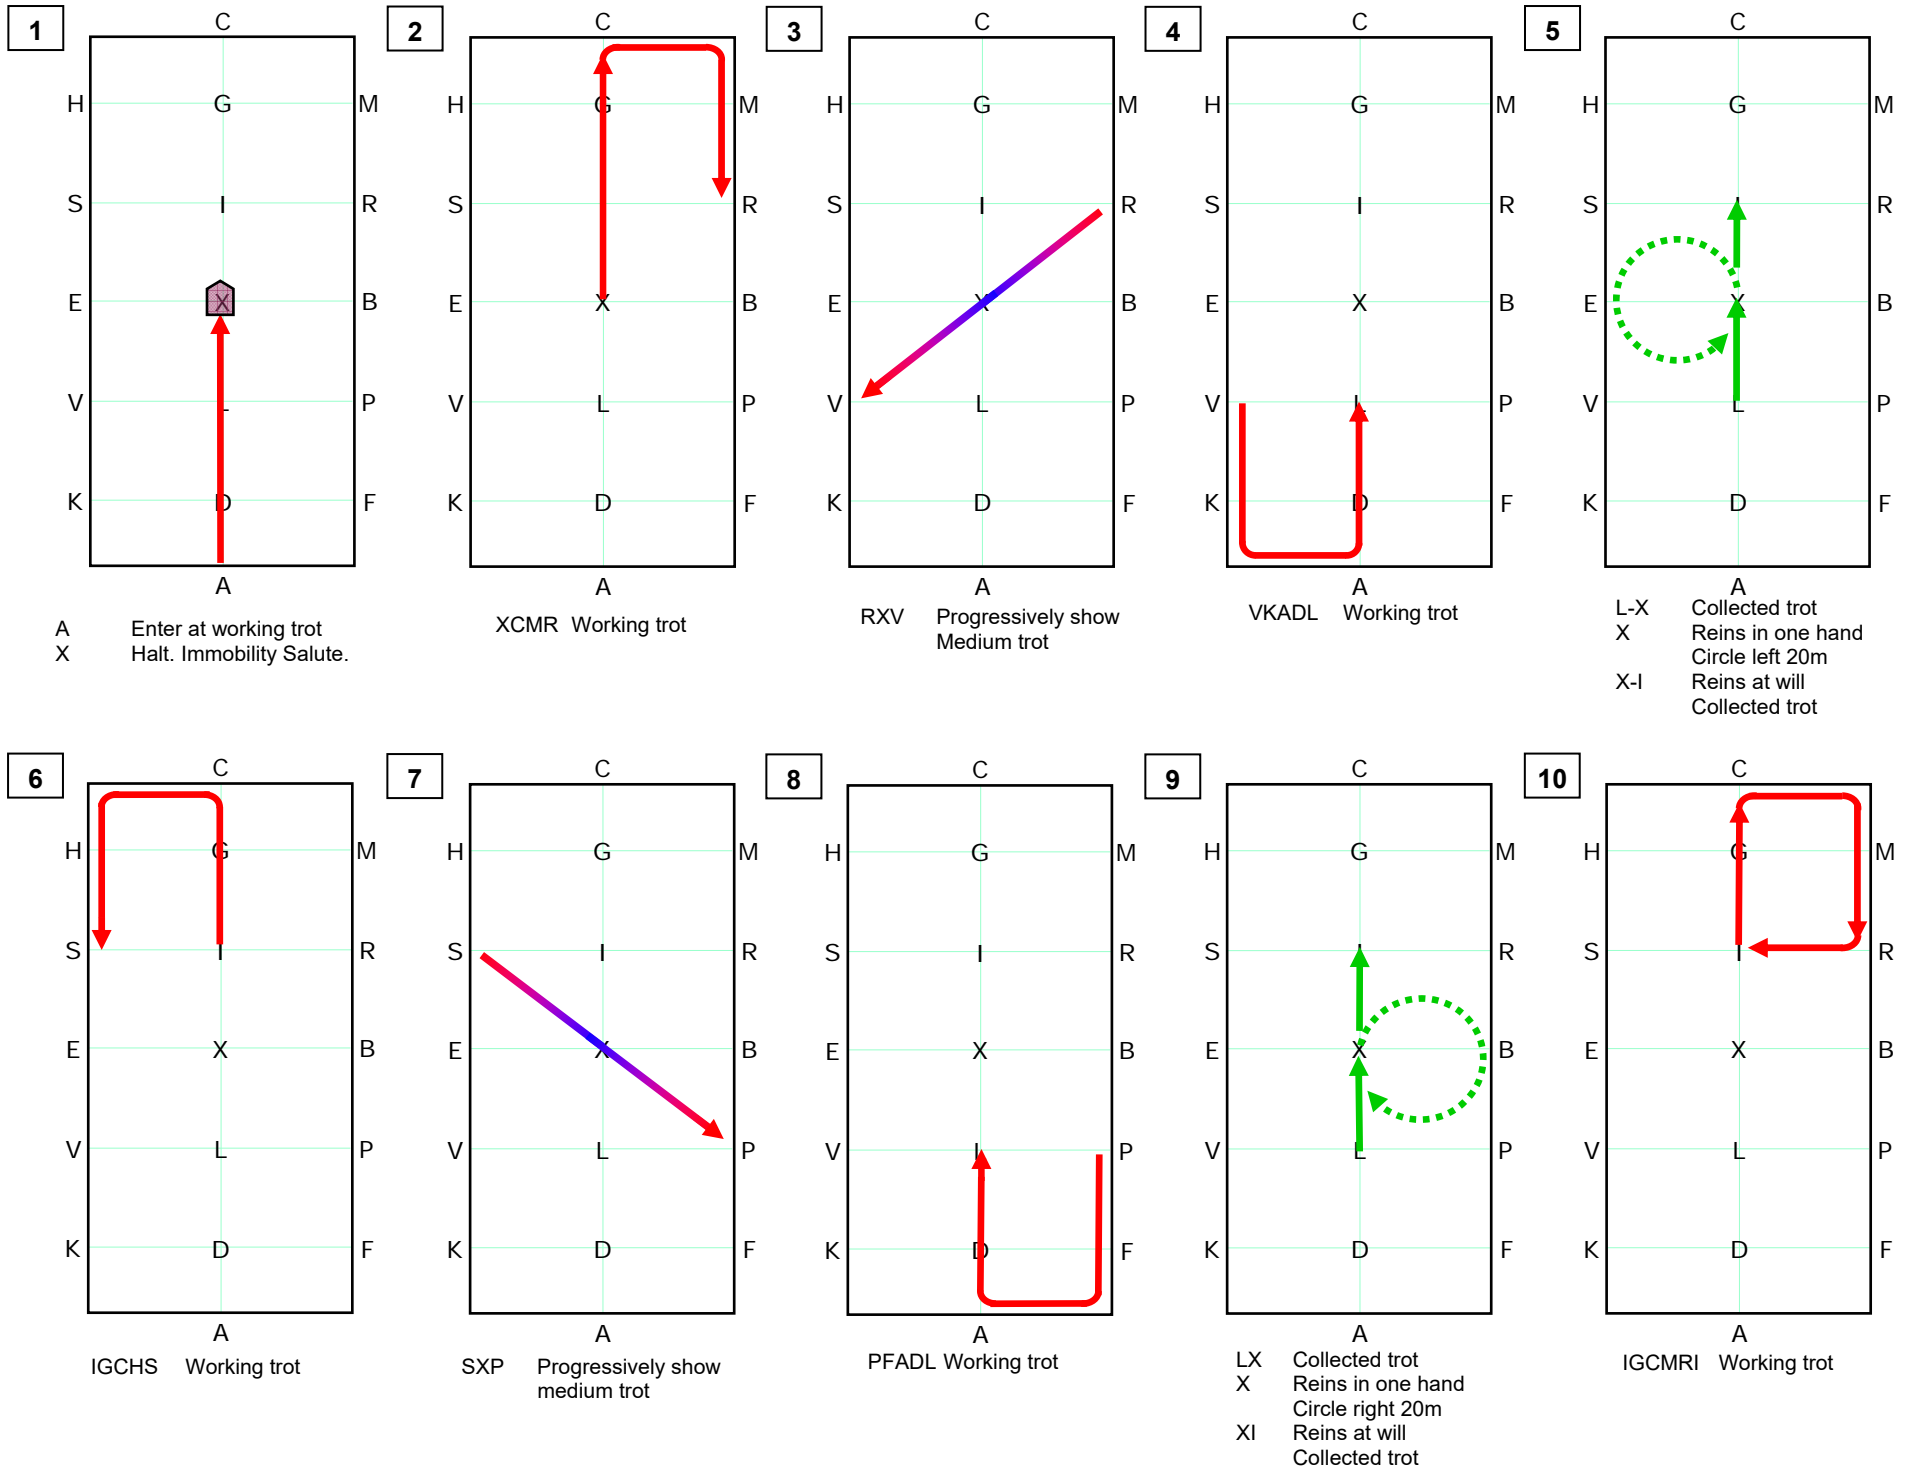 1 2 3 4 5
C C C C C
H G M H G M H G M H G M H G M
S I R S R S I R S I R S I R
E X B E X B E X B E X B E X B
V L P V L P V L P V L P V L P
K D F K D F K D F K D F K D F
A A A A A
A Enter at working trot
X Halt. Immobility Salute.
XCMR Working trot
RXV Progressively show
Medium trot
VKADL Working trot
L-X Collected trot
X Reins in one hand
Circle left 20m
X-I Reins at will
Collected trot
6 7 8 9 10
C C C C
H G M H G M H G M H G M H G M
S I R S I R S I R S I R S I R
E X B E X B E X B E X B E X B
V L P V L P V L P V L P V L P
K D F K D F K D F K D F K D F
A A A A A
IGCHS Working trot
SXP Progressively show
medium trot
PFADL Working trot
LX Collected trot
X Reins in one hand
Circle right 20m
XI Reins at will
Collected trot
IGCMRI Working trot